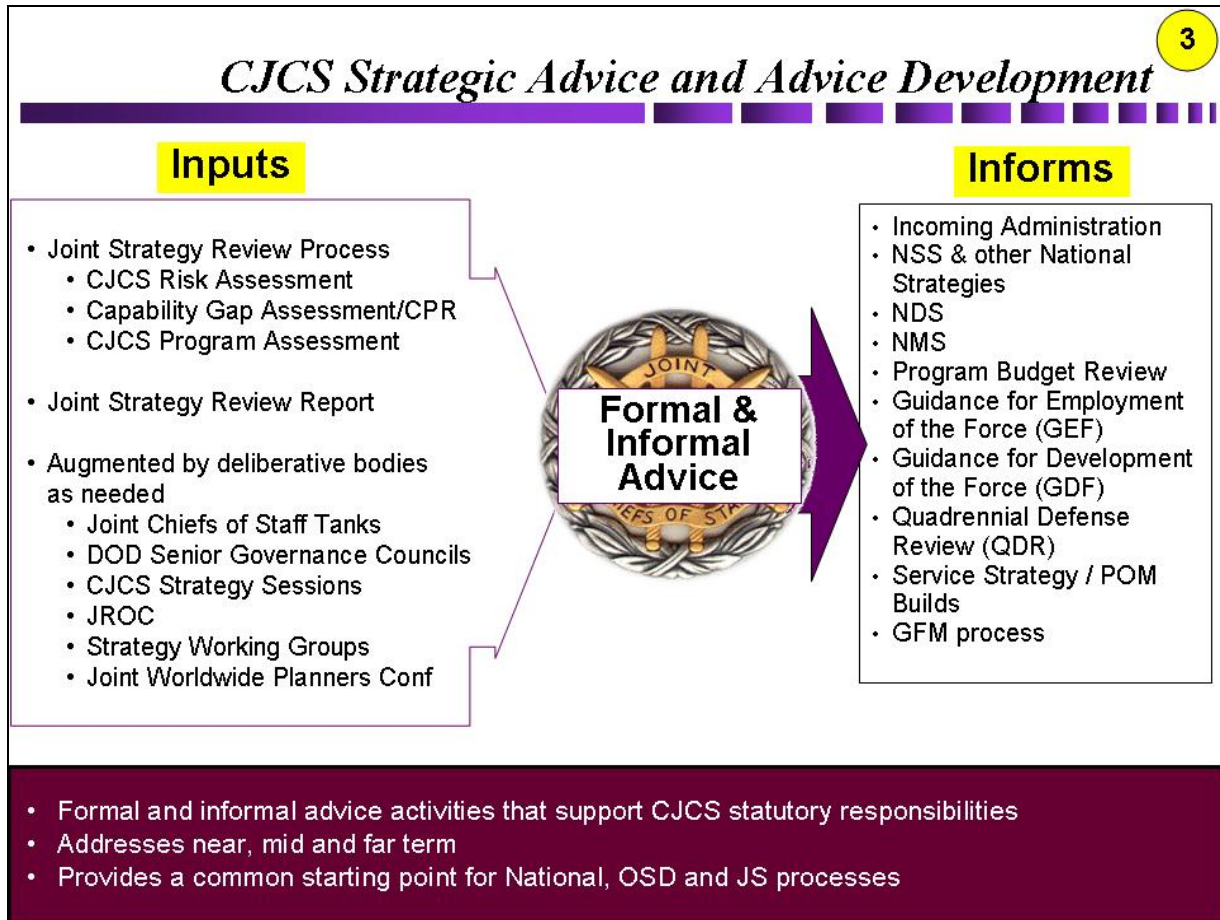 3
CJCS Strategic Advice and Advice Development
Inputs
• Joint Strategy Review Process
• CJCS Risk Assessment
• Capability Gap Assessment/CPR
• CJCS Program Assessment
• Joint Strategy Review Report
• Augmented by deliberative bodies
as needed
• Joint Chiefs of Staff Tanks
• DOD Senior Governance Councils
• CJCS Strategy Sessions
• JROC
• Strategy Working Groups
• Joint Worldwide Planners Conf
JOINT
Formal &
Informal
Advice
CHIEFS OF STAFF
Informs
• Incoming Administration
• NSS & other National
Strategies
• NDS
• NMS
• Program Budget Review
• Guidance for Employment
of the Force (GEF)
• Guidance for Development
of the Force (GDF)
• Quadrennial Defense
Review (QDR)
• Service Strategy / POM
Builds
• GFM process
• Formal and informal advice activities that support CJCS statutory responsibilities
• Addresses near, mid and far term
• Provides a common starting point for National, OSD and JS processes